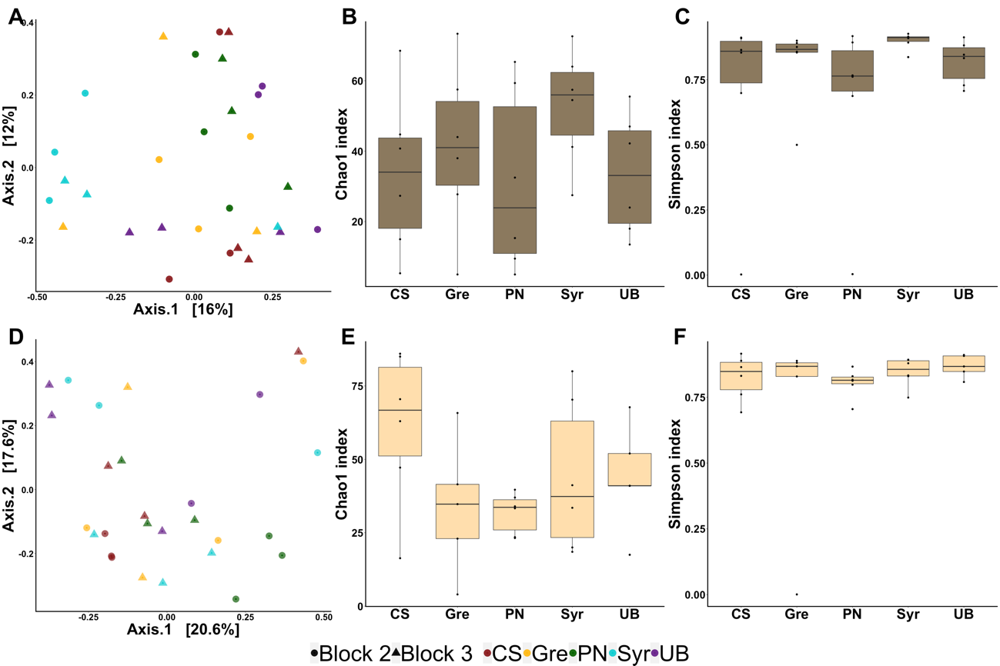 A
0.4
0.2
0.0
-0.2
Axis.2 [12%]
-0.50 -0.25 0.00 0.25
Axis.1 [16%]
B
60
40
20
Chao1 index
CS Gre PN Syr UB
C
0.75
0.50
0.25
0.00
Simpson index
CS Gre PN Syr UB
D
0.4
0.2
0.0
-0.2
Axis.2 [17.6%]
-0.25 0.00 0.25 0.50
Axis.1 [20.6%]
E
75
50
25
0
Chao1 index
CS Gre PN Syr UB
F
0.75
0.50
0.25
0.00
Simpson index
CS Gre PN Syr UB
Block 2 Block 3 CS Gre PN Syr UB